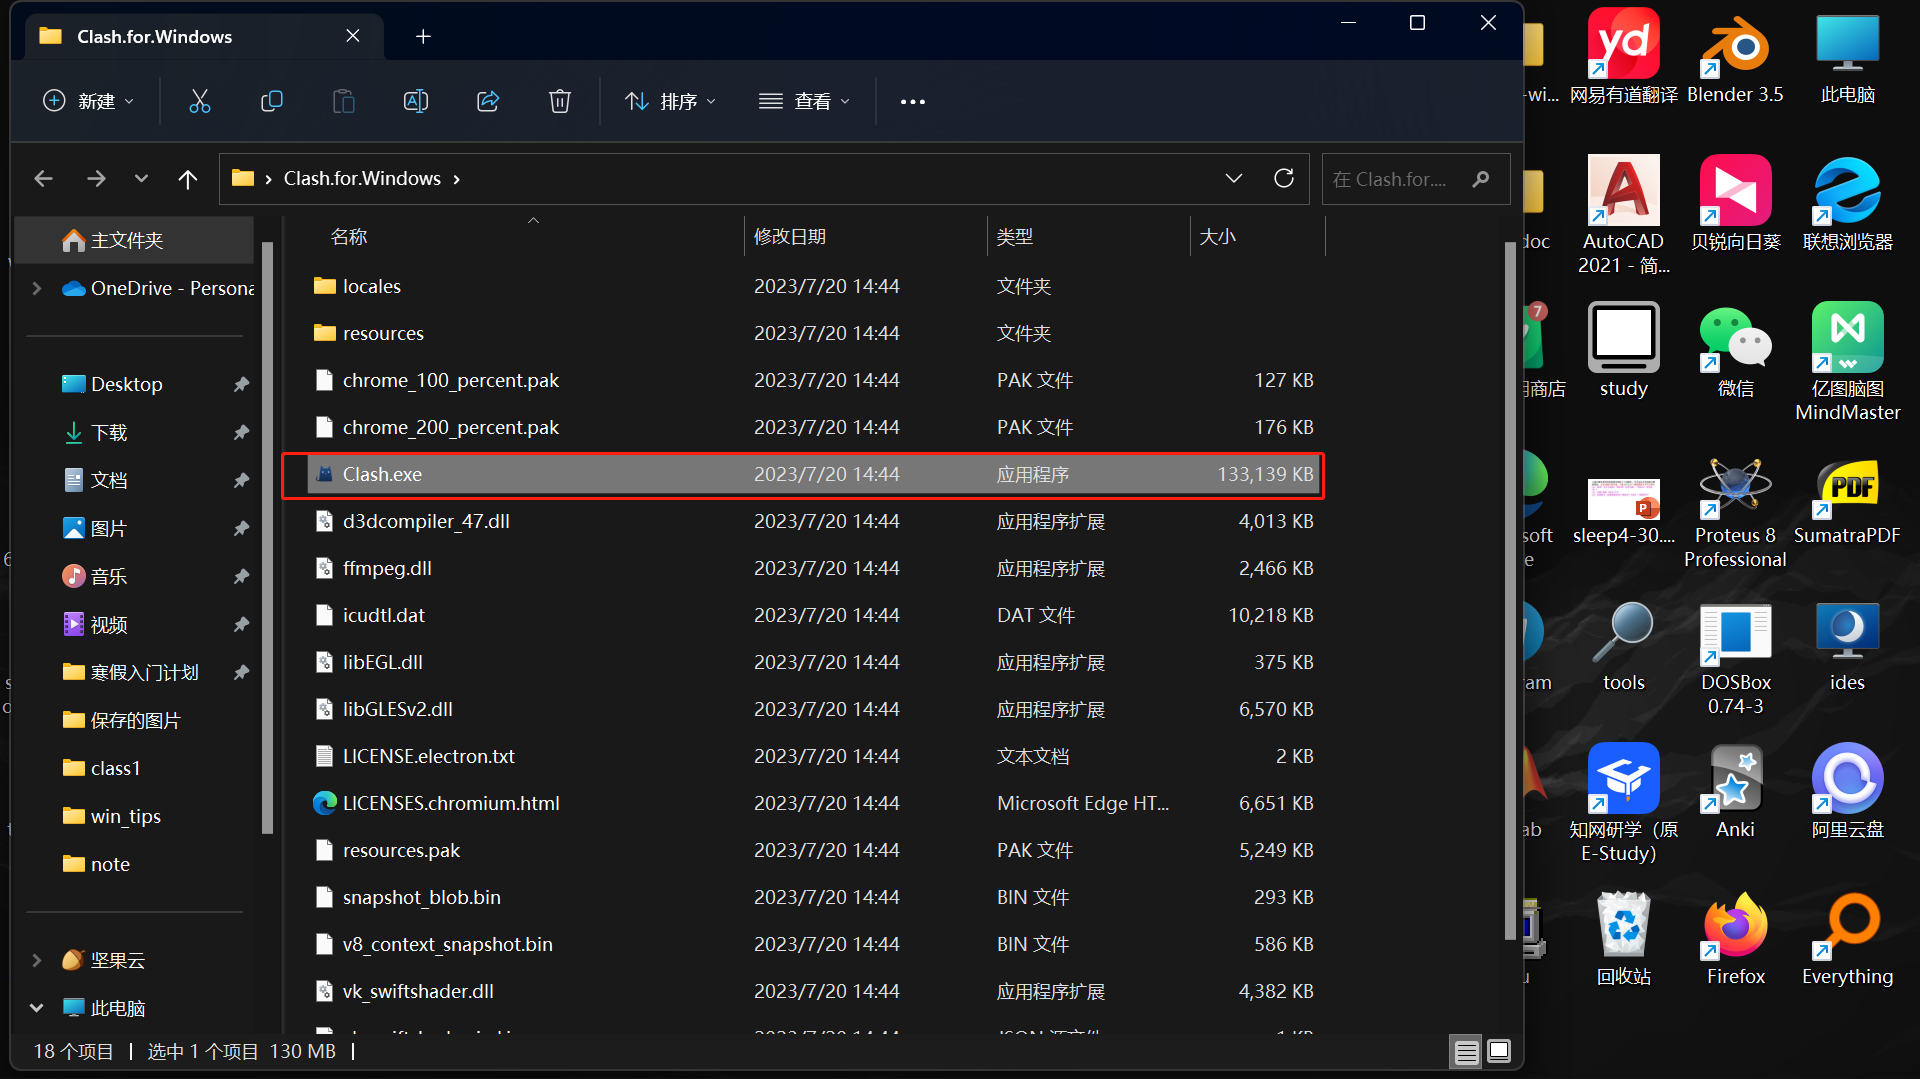 Clash.for.Windows
新建
排序
查看
Clash.for.Windows
在 Clash.for....
主文件夹
OneDrive - Persona
Desktop
下载
文档
图片
音乐
视频
寒假入门计划
保存的图片
class1
win_tips
note
坚果云
此电脑
名称 修改日期 类型 大小
locales 2023/7/20 14:44 文件夹
resources 2023/7/20 14:44 文件夹
chrome_100_percent.pak 2023/7/20 14:44 PAK 文件 127 KB
chrome_200_percent.pak 2023/7/20 14:44 PAK 文件 176 KB
Clash.exe 2023/7/20 14:44 应用程序 133,139 KB
d3dcompiler_47.dll 2023/7/20 14:44 应用程序扩展 4,013 KB
ffmpeg.dll 2023/7/20 14:44 应用程序扩展 2,466 KB
icudtl.dat 2023/7/20 14:44 DAT 文件 10,218 KB
libEGL.dll 2023/7/20 14:44 应用程序扩展 375 KB
libGLESv2.dll 2023/7/20 14:44 应用程序扩展 6,570 KB
LICENSE.electron.txt 2023/7/20 14:44 文本文档 2 KB
LICENSES.chromium.html 2023/7/20 14:44 Microsoft Edge HT... 6,651 KB
resources.pak 2023/7/20 14:44 PAK 文件 5,249 KB
snapshot_blob.bin 2023/7/20 14:44 BIN 文件 293 KB
v8_context_snapshot.bin 2023/7/20 14:44 BIN 文件 586 KB
vk_swiftshader.dll 2023/7/20 14:44 应用程序扩展 4,382 KB
18 个项目 选中 1 个项目 130 MB
-wi...
yd
网易有道翻译
Blender 3.5
此电脑
doc
AutoCAD
2021 - 简...
贝锐向日葵
联想浏览器
7
商店
study
微信
亿图脑图
MindMaster
soft
e
sleep4-30....
Proteus 8
Professional
PDF
SumatraPDF
am
tools
DOSBox
0.74-3
ides
ab
知网研学（原
E-Study）
Anki
阿里云盘
u
回收站
Firefox
Everything